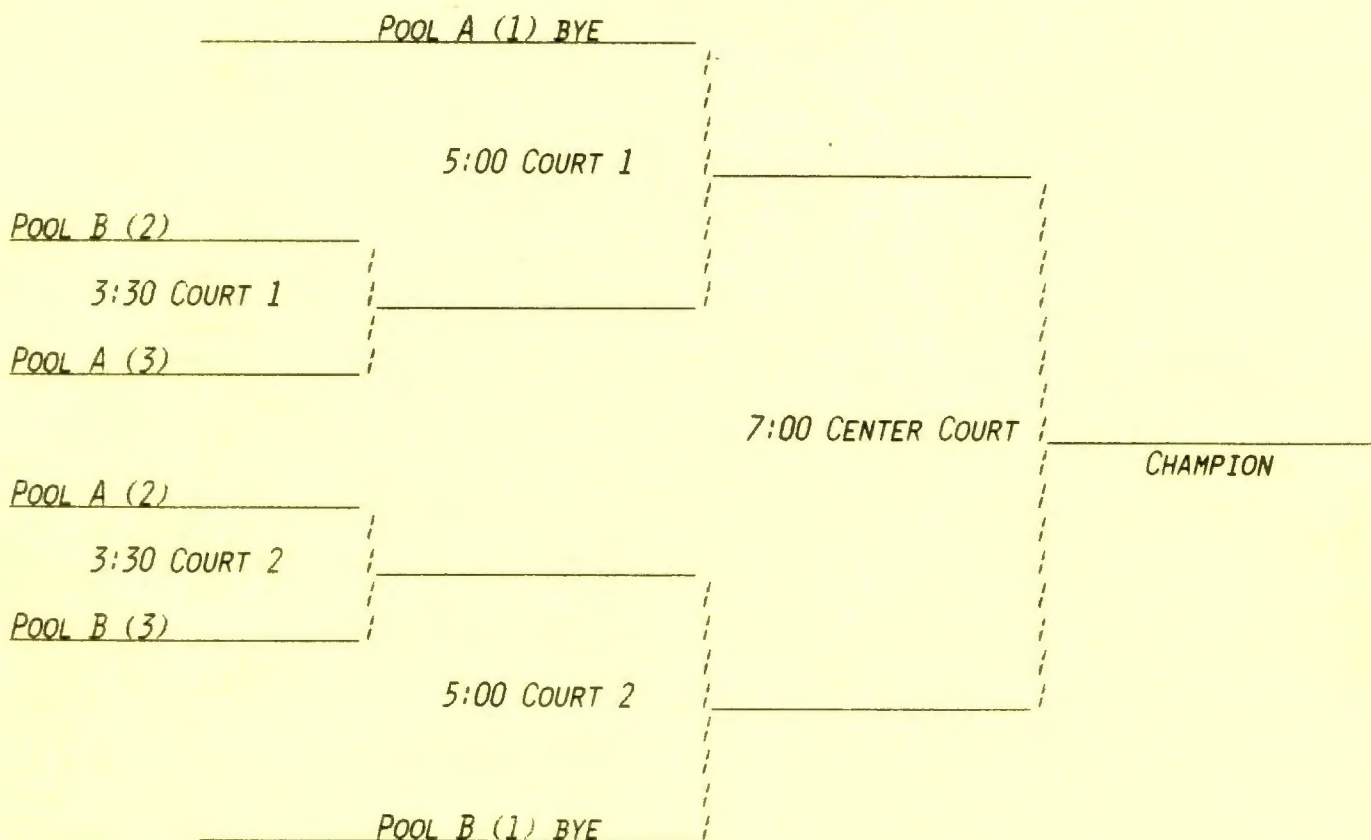 POOL A (1) BYE
5:00 COURT 1
POOL B (2)
3:30 COURT 1
POOL A (3)
7:00 CENTER COURT
CHAMPION
POOL A (2)
3:30 COURT 2
POOL B (3)
5:00 COURT 2
POOL B (1) BYE